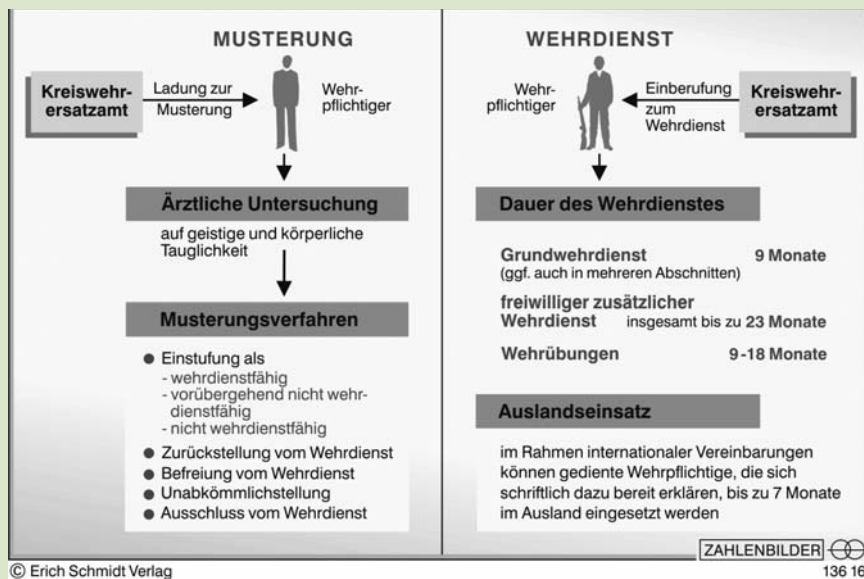 MUSTERUNG
Kreiswehr-
ersatzamt
Ladung zur
Musterung
Wehr-
pflichtiger
Ärztliche Untersuchung
auf geistige und körperliche
Tauglichkeit
Musterungsverfahren
● Einstufung als
- wehrdienstfähig
- vorübergehend nicht wehr-
dienstfähig
- nicht wehrdienstfähig
● Zurückstellung vom Wehrdienst
● Befreiung vom Wehrdienst
● Unabkömmlichstellung
● Ausschluss vom Wehrdienst
WEHRDIENST
Wehr-
pflichtiger
Einberufung
zum
Wehrdienst
Kreiswehr-
ersatzamt
Dauer des Wehrdienstes
Grundwehrdienst 9 Monate
(ggf. auch in mehreren Abschnitten)
freiwilliger zusätzlicher
Wehrdienst insgesamt bis zu 23 Monate
Wehrübungen 9-18 Monate
Auslandseinsatz
im Rahmen internationaler Vereinbarungen
können gediente Wehrpflichtige, die sich
schriftlich dazu bereit erklären, bis zu 7 Monate
im Ausland eingesetzt werden
ZAHLENBILDER
© Erich Schmidt Verlag
136 16